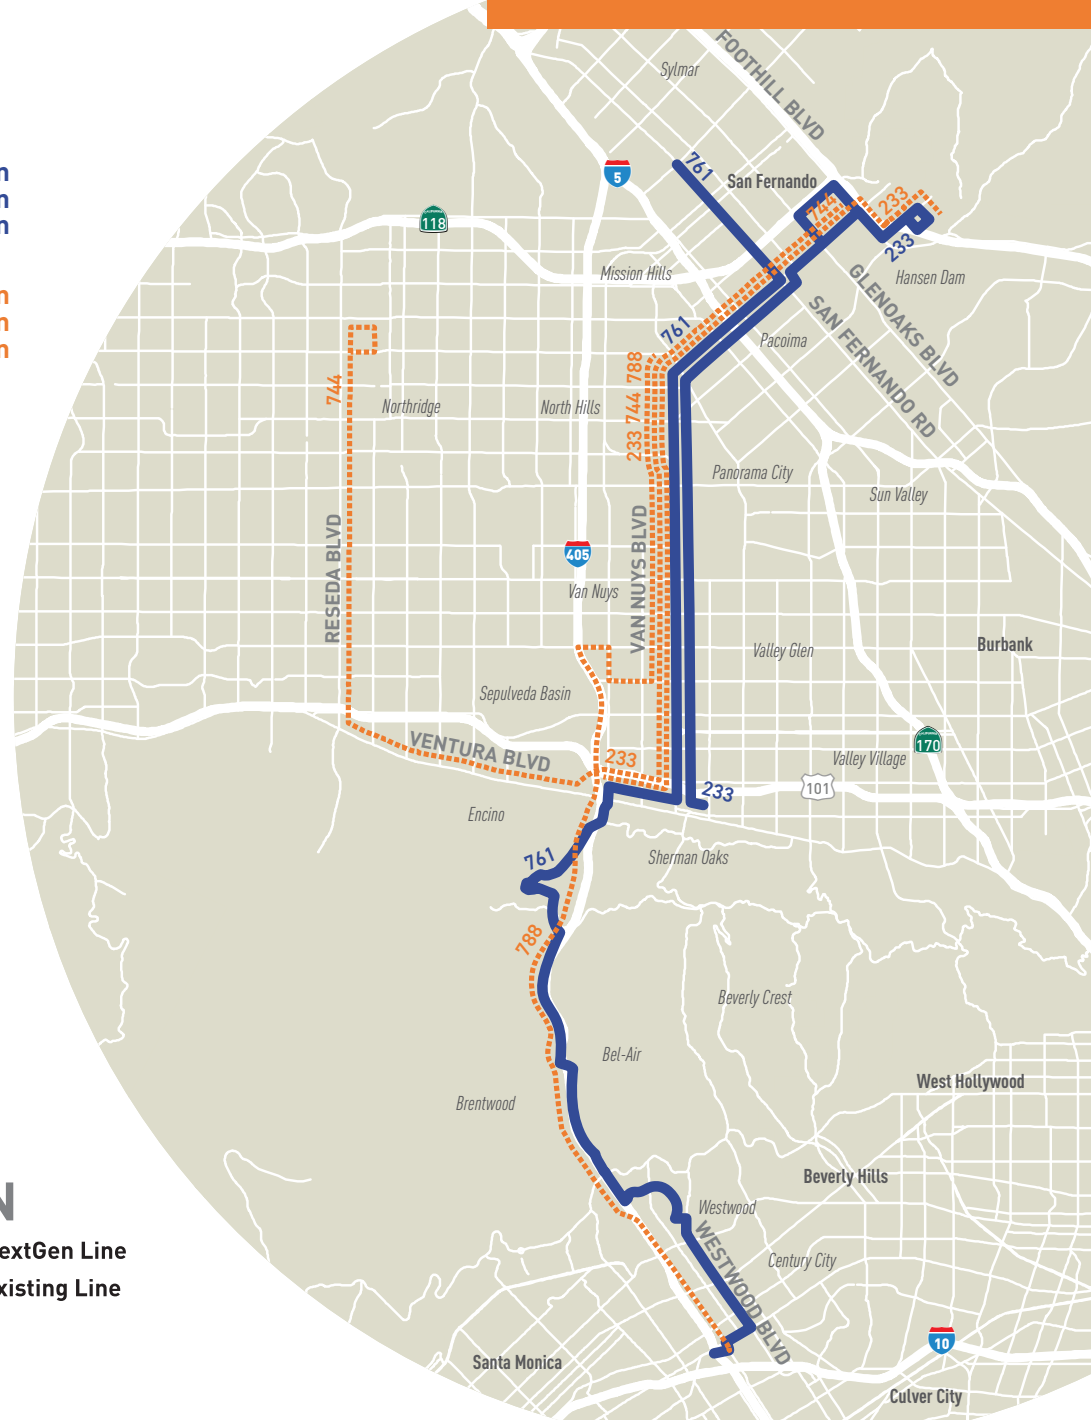 FOOTHILL BLVD
Sylmar
n
n
n
5
761
San Fernando
744
233
118
233
Mission Hills
Hansen Dam
GLENOAKS BLVD
n
n
n
761
SAN FERNANDO RD
Pacoima
744
233 744 788
Northridge
North Hills
Panorama City
Sun Valley
RESEDA BLVD
VAN NUYS BLVD
405
Van Nuys
Valley Glen
Burbank
Sepulveda Basin
VENTURA BLVD
233
170
Valley Village
101
233
Encino
761
Sherman Oaks
788
Beverly Crest
Bel-Air
West Hollywood
Brentwood
Beverly Hills
N
Westwood
WESTWOOD BLVD
extGen Line
Century City
xisting Line
10
Santa Monica
Culver City